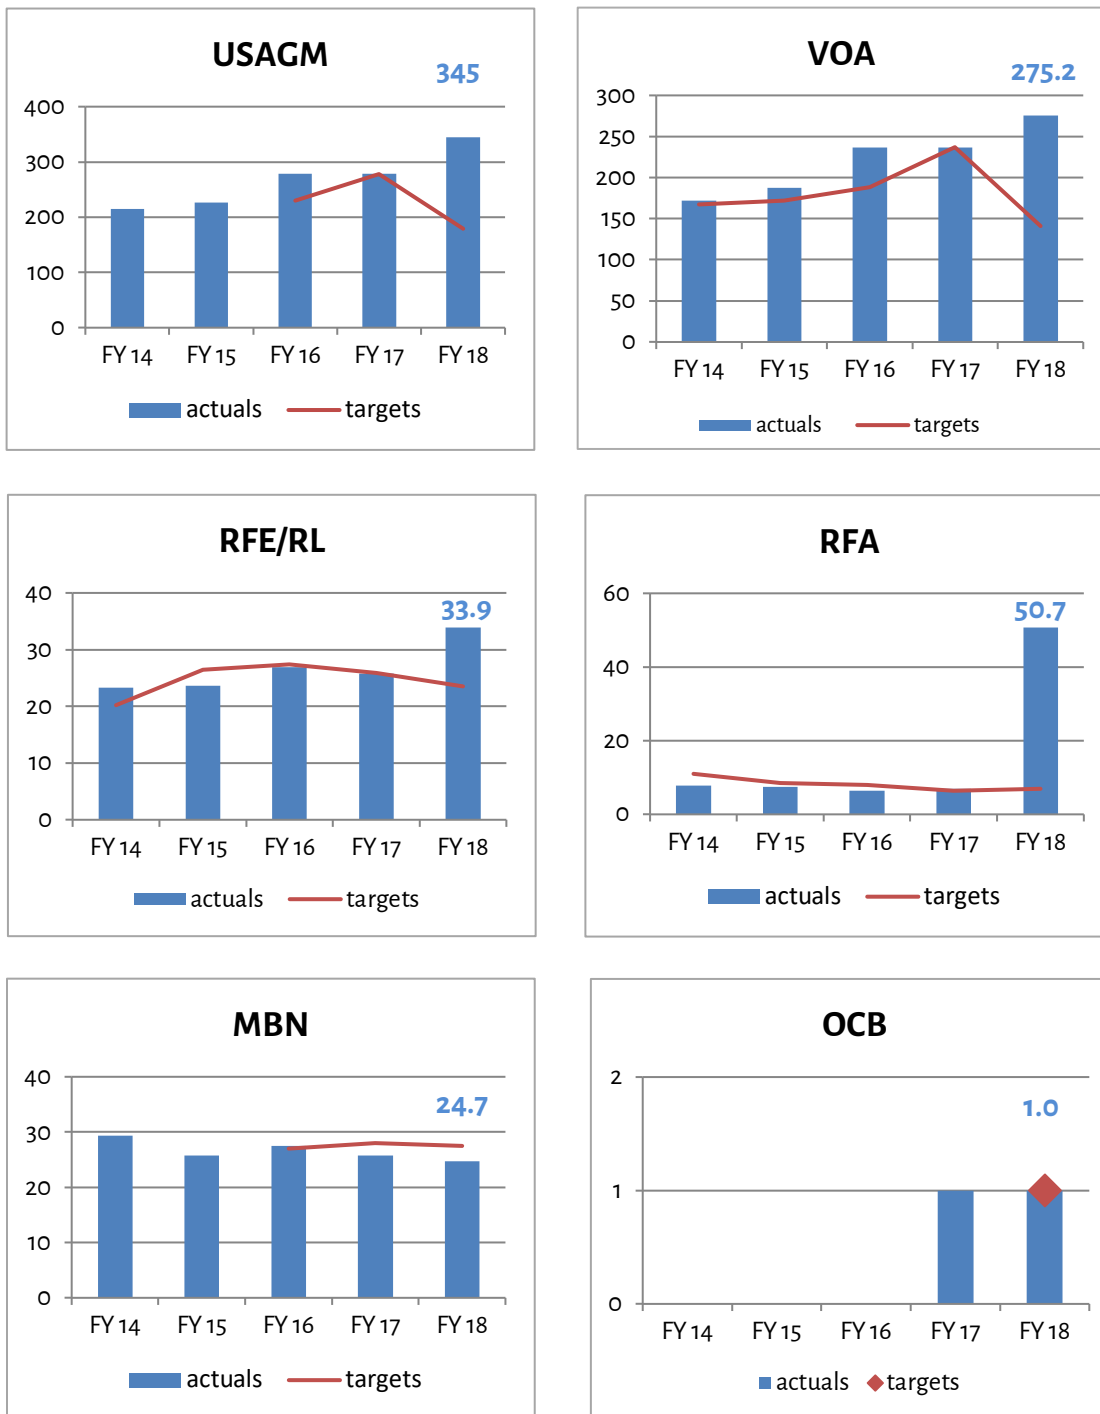 USAGM
345
400
300
200
100
0
FY 14 FY 15 FY 16 FY 17 FY 18
actuals targets
VOA
275.2
300
250
200
150
100
50
0
FY 14 FY 15 FY 16 FY 17 FY 18
actuals targets
RFE/RL
40
33.9
30
20
10
0
FY 14 FY 15 FY 16 FY 17 FY 18
actuals targets
RFA
60
50.7
40
20
0
FY 14 FY 15 FY 16 FY 17 FY 18
actuals targets
MBN
40
24.7
30
20
10
0
FY 14 FY 15 FY 16 FY 17 FY 18
actuals targets
OCB
2
1.0
1
0
FY 14 FY 15 FY 16 FY 17 FY 18
actuals targets